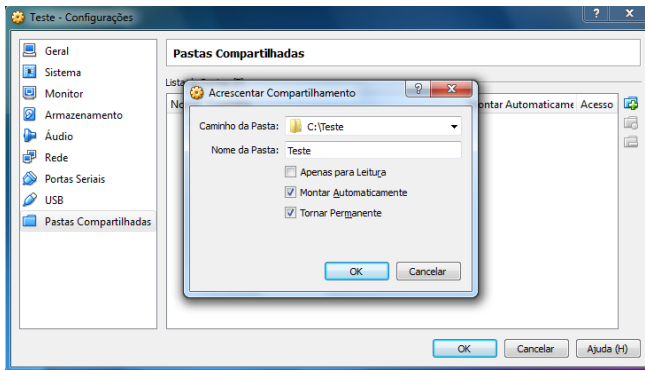 Teste - Configurações
Geral
Sistema
Monitor
Armazenamento
Áudio
Rede
Portas Seriais
USB
Pastas Compartilhadas
Pastas Compartilhadas
Acesso
Acrescentar Compartilhamento
Caminho da Pasta: C:\Teste
Nome da Pasta: Teste
Apenas para Leitura
Montar Automaticamente
Tornar Permanente
OK Cancelar
OK Cancelar Ajuda (H)